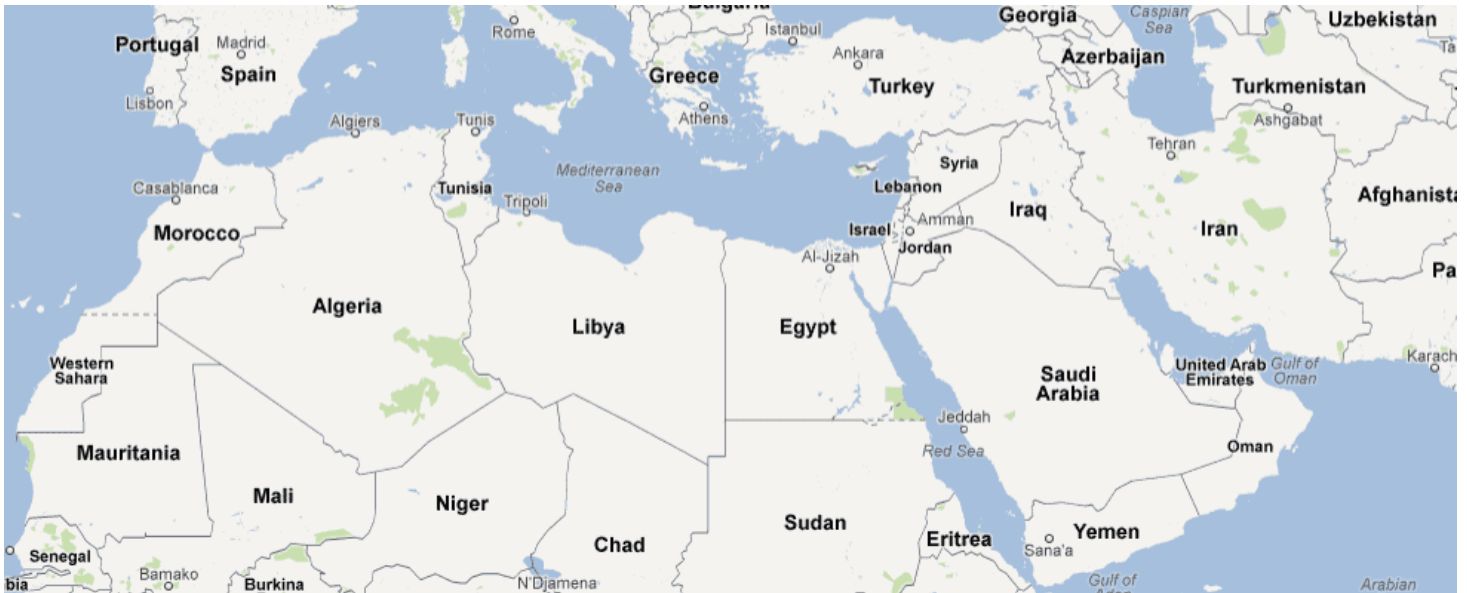 Bulgaria
Georgia
Caspian
Sea
Uzbekistan
Portugal
Madrid
Rome
Istanbul
Ankara
Azerbaijan
Spain
Greece
Turkey
Turkmenistan
Lisbon
Algiers
Tunis
Athens
Ashgabat
Tehran
Mediterranean
Sea
Syria
Casablanca
Tunisia
Lebanon
Afghanista
Tripoli
Iraq
Amman
Morocco
Israel
Jordan
Iran
Al-Jizah
Pa
Algeria
Libya
Egypt
Western
Sahara
United Arab
Emirates
Gulf of
Oman
Karach
Saudi
Arabia
Jeddah
Red Sea
Mauritania
Oman
Mali
Niger
Sudan
Yemen
Chad
Eritrea
Sana'a
Senegal
bia
Bamako
Burkina
N'Djamena
Gulf of
Aden
Arabian